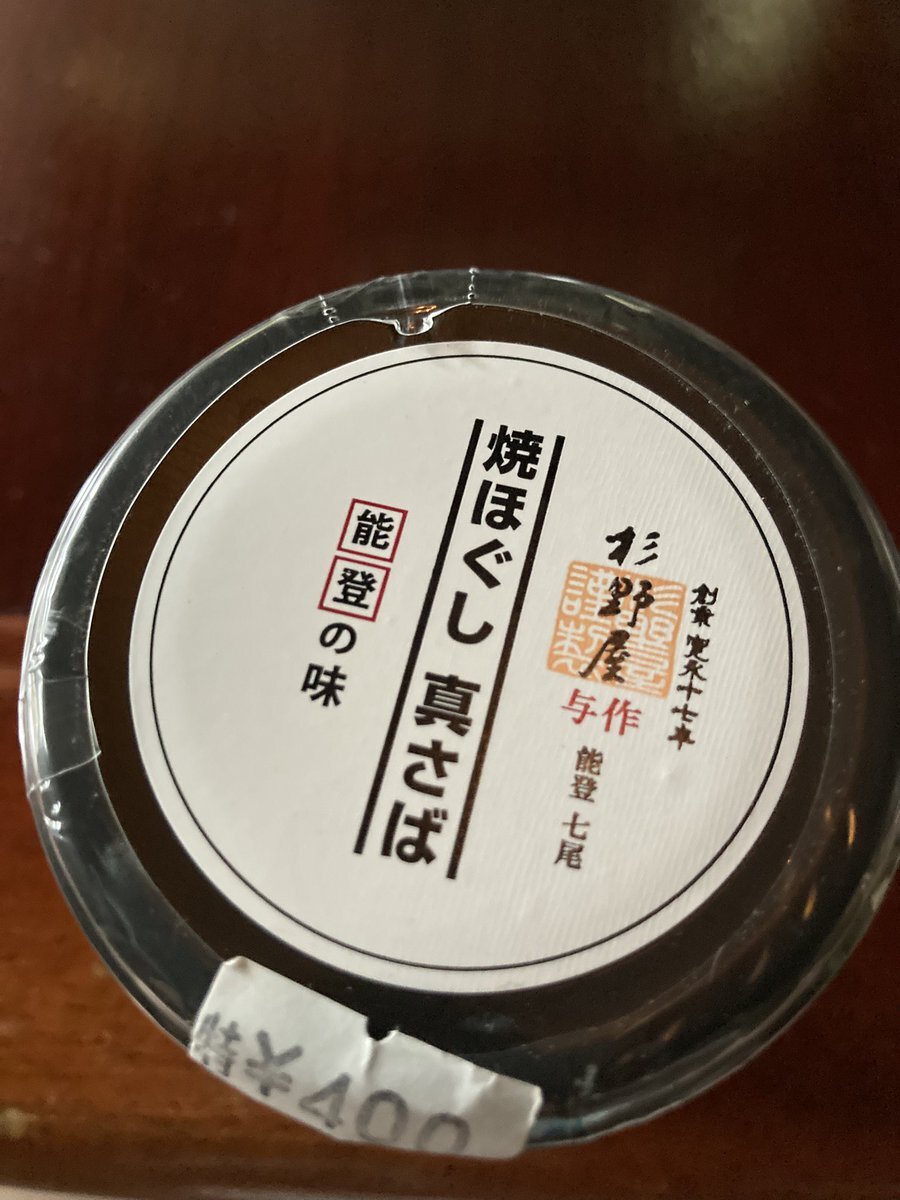 創業 寛永十七年
杉野屋
与作
能登 七尾
焼ほぐし 真さば
能登の味
400